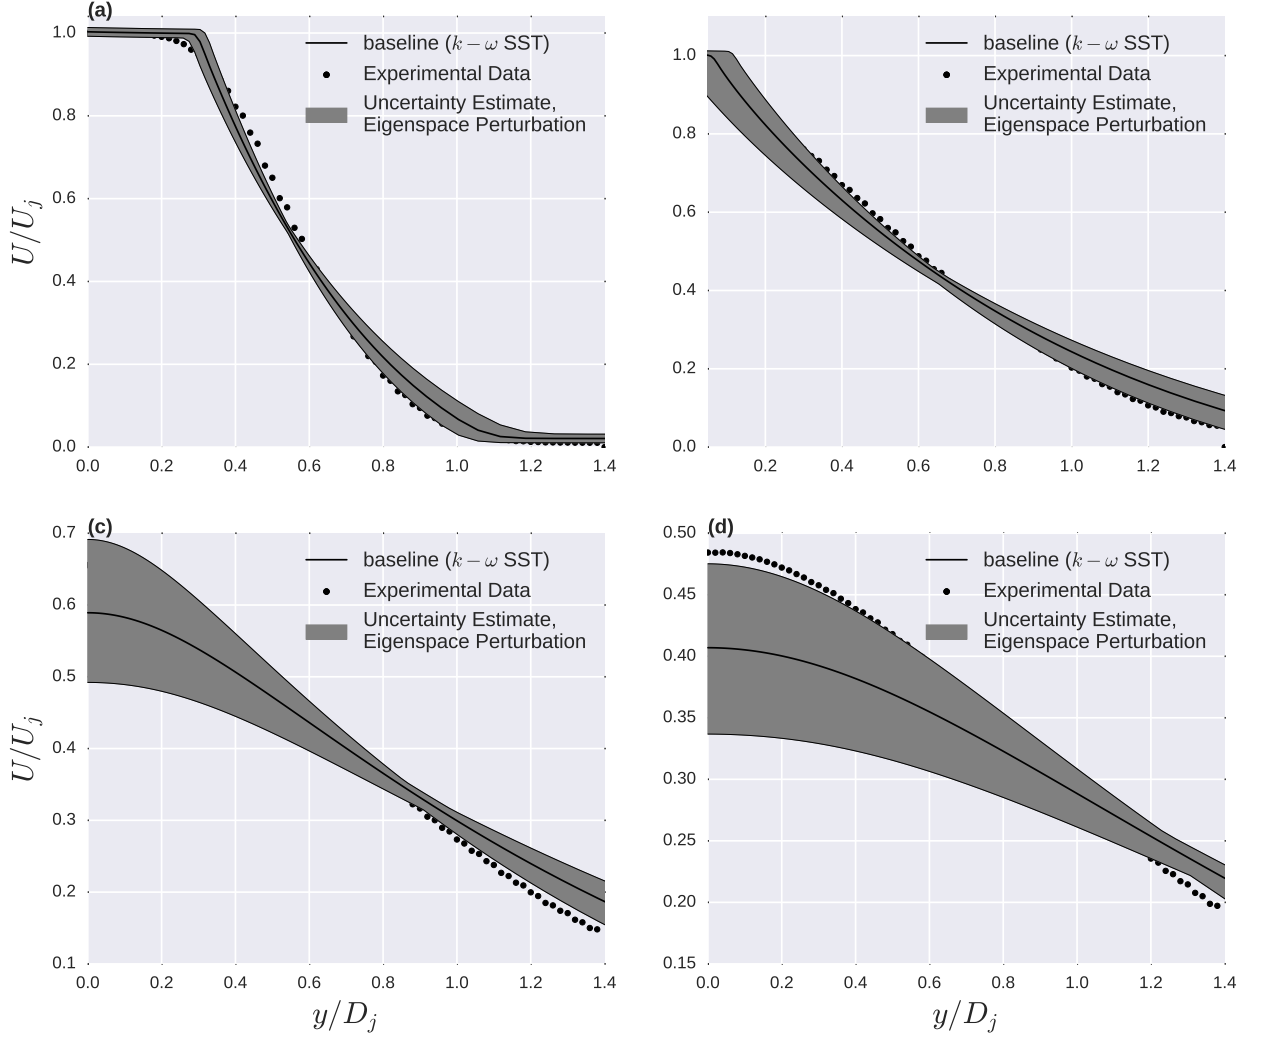 (a)
1.0
0.8
0.6
0.4
0.2
0.0
U/U_j
baseline (k − ω SST)
Experimental Data
Uncertainty Estimate,
Eigenspace Perturbation
0.0 0.2 0.4 0.6 0.8 1.0 1.2 1.4
1.0
0.8
0.6
0.4
0.2
0.0
baseline (k − ω SST)
Experimental Data
Uncertainty Estimate,
Eigenspace Perturbation
0.2 0.4 0.6 0.8 1.0 1.2 1.4
(c)
0.7
0.6
0.5
0.4
0.3
0.2
0.1
U/U_j
baseline (k − ω SST)
Experimental Data
Uncertainty Estimate,
Eigenspace Perturbation
0.0 0.2 0.4 0.6 0.8 1.0 1.2 1.4
y/D_j
(d)
0.50
0.45
0.40
0.35
0.30
0.25
0.20
0.15
baseline (k − ω SST)
Experimental Data
Uncertainty Estimate,
Eigenspace Perturbation
0.0 0.2 0.4 0.6 0.8 1.0 1.2 1.4
y/D_j